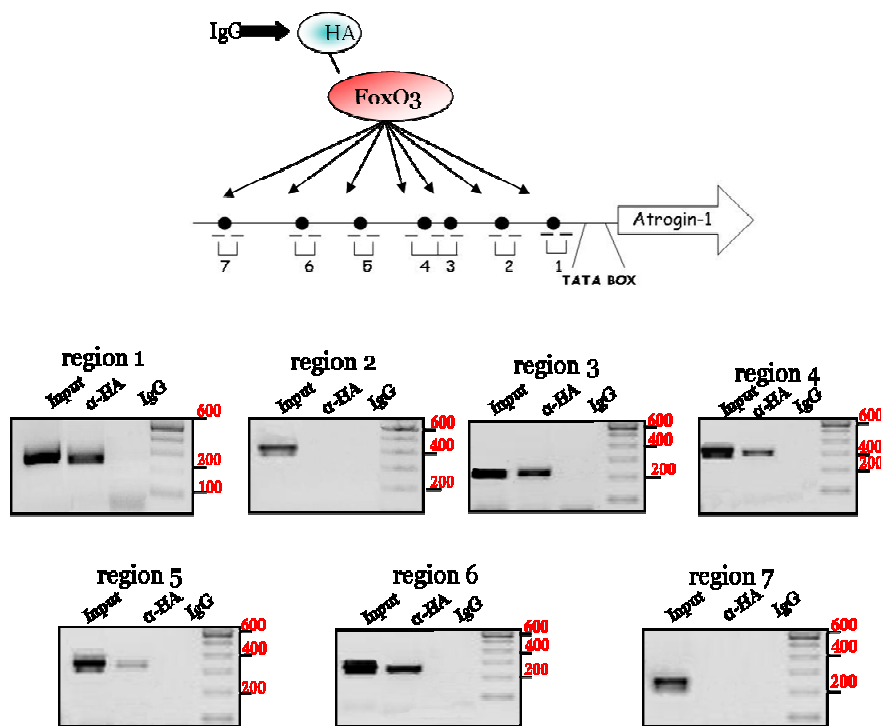 IgG HA
FoxO3
Atrogin-1
7 6 5 4 3 2 1
TATA BOX
region 1
Input α-HA IgG
600
200
100
region 2
Input α-HA IgG
600
400
200
region 3
Input α-HA IgG
600
400
200
region 4
Input α-HA IgG
600
400
200
region 5
Input α-HA IgG
600
400
200
region 6
Input α-HA IgG
600
400
200
region 7
Input α-HA IgG
600
400
200